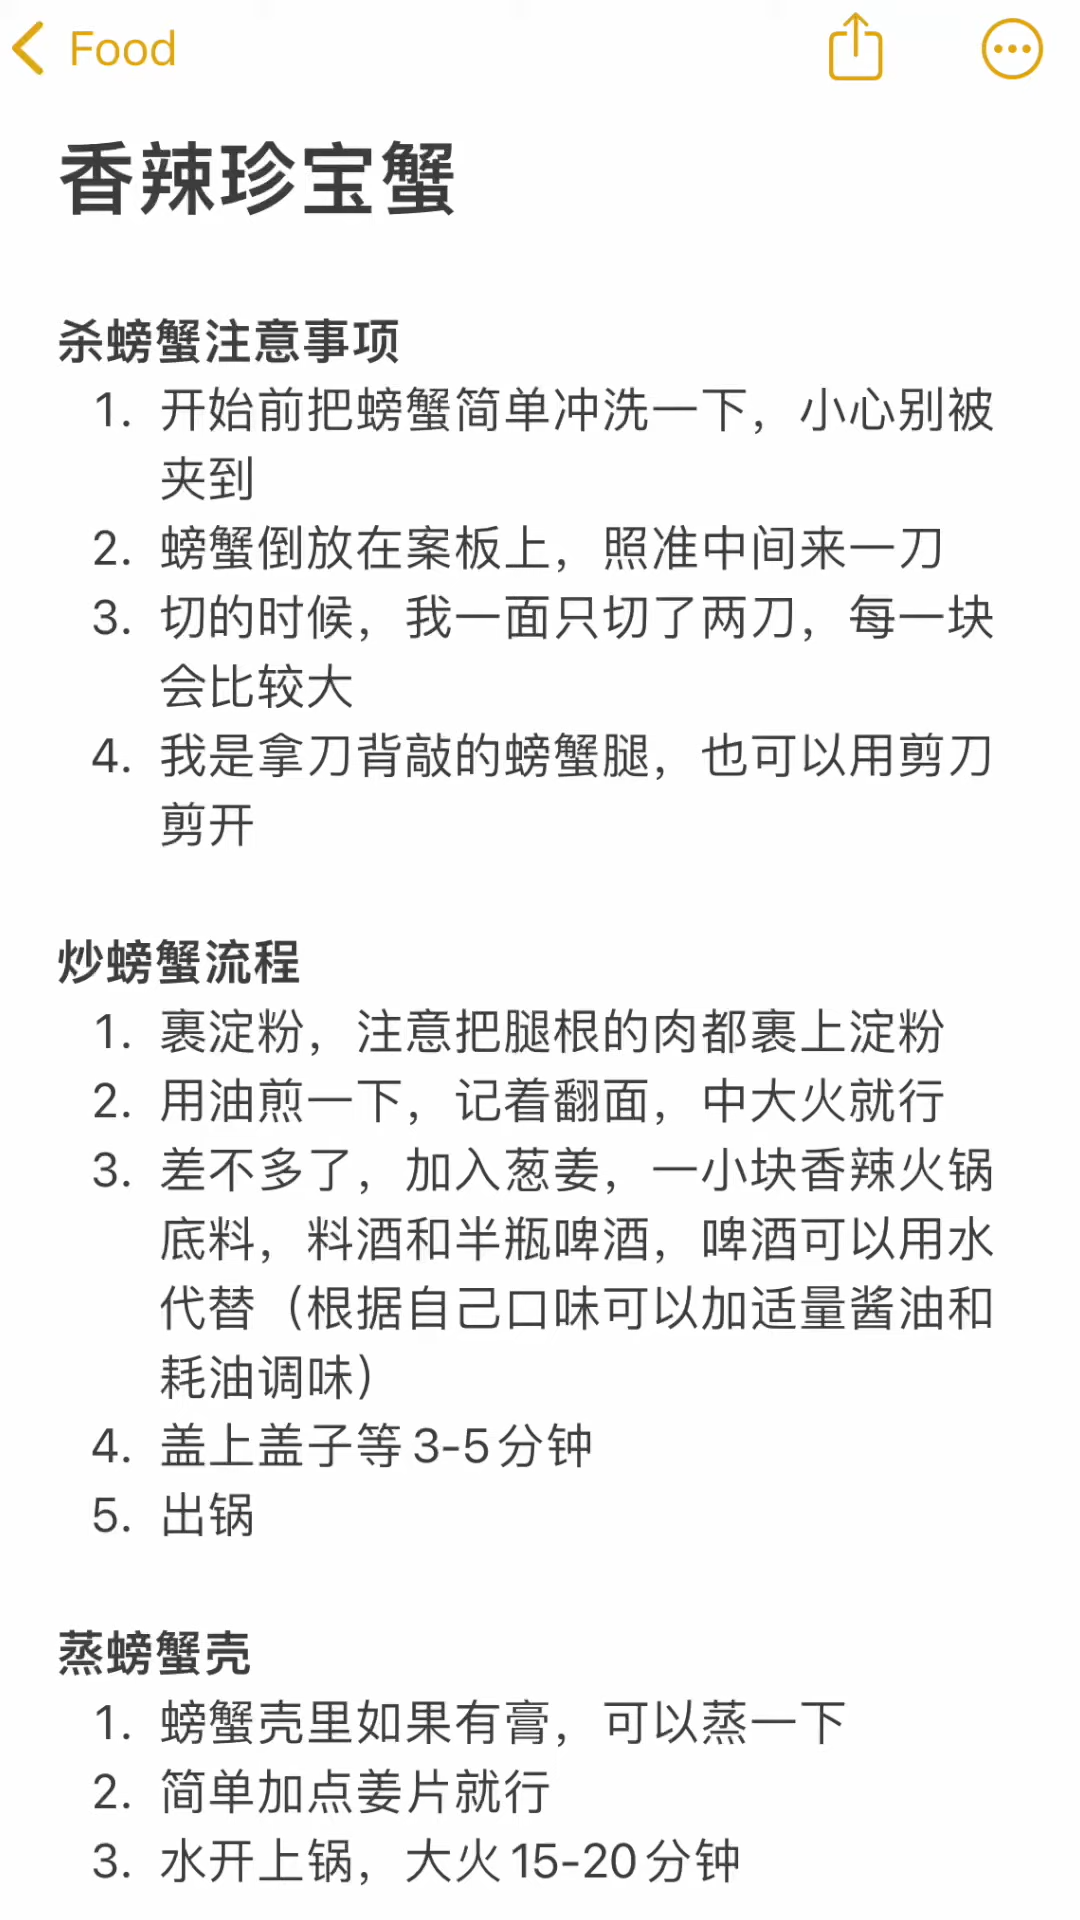 Food
香辣珍宝蟹
杀螃蟹注意事项
1. 开始前把螃蟹简单冲洗一下，小心别被
夹到
2. 螃蟹倒放在案板上，照准中间来一刀
3. 切的时候，我一面只切了两刀，每一块
会比较大
4. 我是拿刀背敲的螃蟹腿，也可以用剪刀
剪开
炒螃蟹流程
1. 裹淀粉，注意把腿根的肉都裹上淀粉
2. 用油煎一下，记着翻面，中大火就行
3. 差不多了，加入葱姜，一小块香辣火锅
底料，料酒和半瓶啤酒，啤酒可以用水
代替（根据自己口味可以加适量酱油和
耗油调味）
4. 盖上盖子等3-5分钟
5. 出锅
蒸螃蟹壳
1. 螃蟹壳里如果有膏，可以蒸一下
2. 简单加点姜片就行
3. 水开上锅，大火15-20分钟